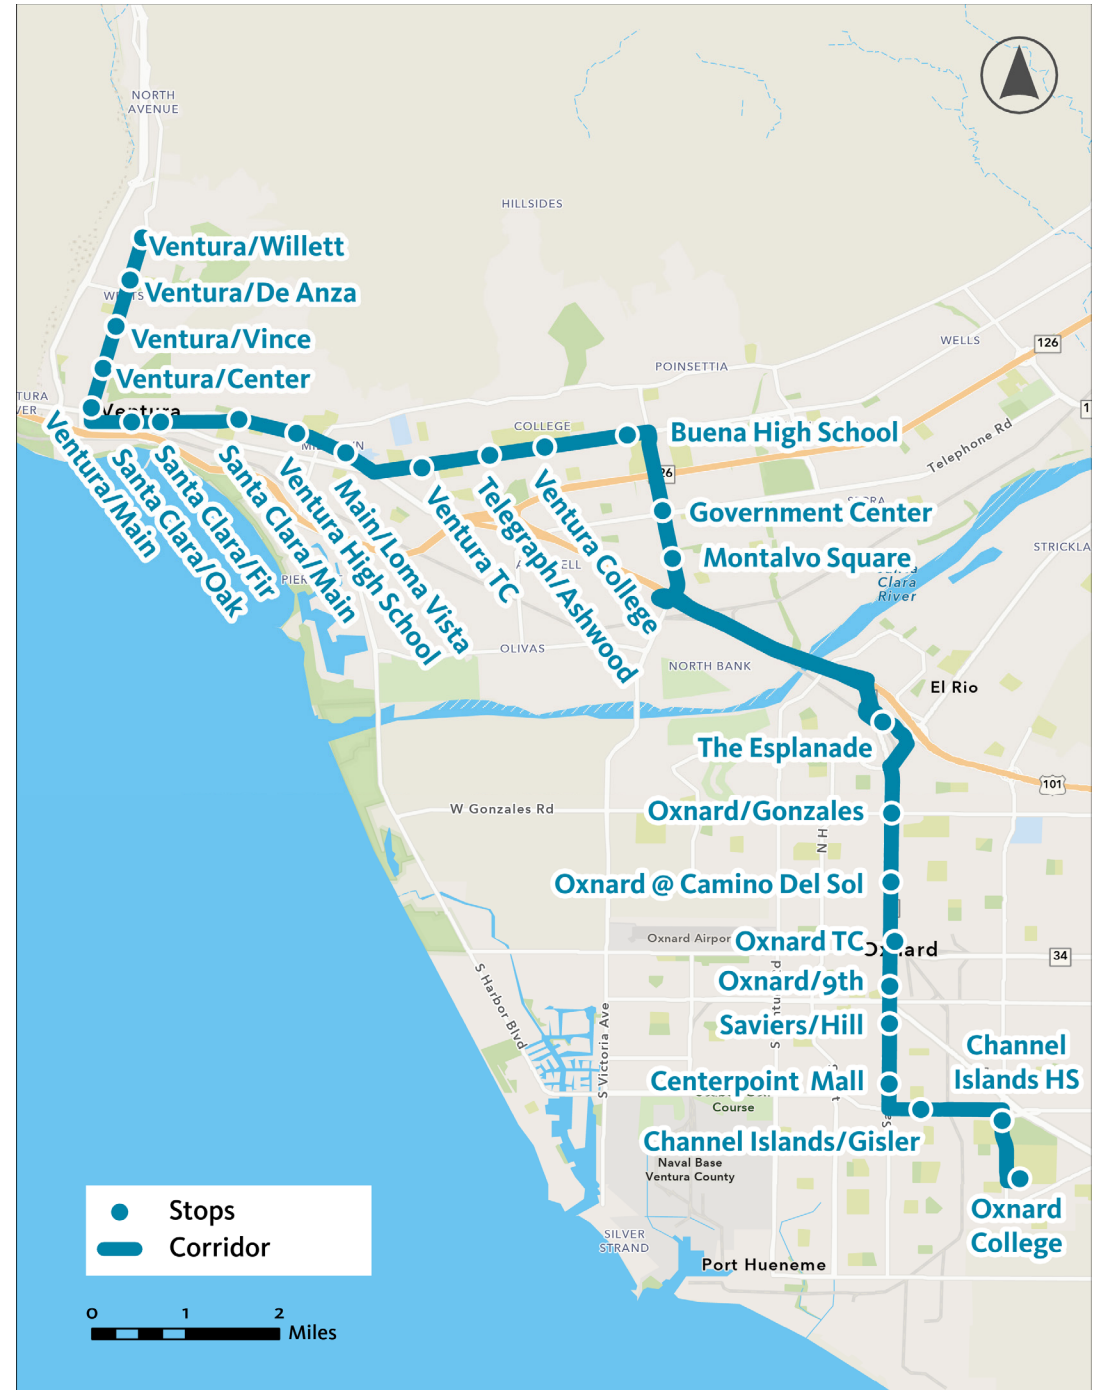 NORTH
AVENUE
HILLSIDES
Ventura/Willett
Ventura/De Anza
Ventura/Vince
WELLS
126
POINSETTIA
Ventura/Center
Ventura
Ventura/Main
Santa Clara/Oak
Santa Clara/Fir
Santa Clara/Main
Ventura High School
Main/Loma Vista
Ventura TC
Telegraph/Ashwood
Ventura College
COLLEGE
Buena High School
Telephone Rd
Government Center
Montalvo Square
Clara
River
OLIVAS
NORTH BANK
El Rio
The Esplanade
101
W Gonzales Rd
Oxnard/Gonzales
Oxnard @ Camino Del Sol
Oxnard Airpor
Oxnard TC
Oxnard
34
Oxnard/9th
S Harbor Blvd
S Victoria Ave
Saviers/Hill
Channel
Islands HS
Centerpoint Mall
Course
Channel Islands/Gisler
Naval Base
Ventura County
Oxnard
College
SILVER
STRAND
Port Hueneme
Stops
Corridor
0 1 2
Miles